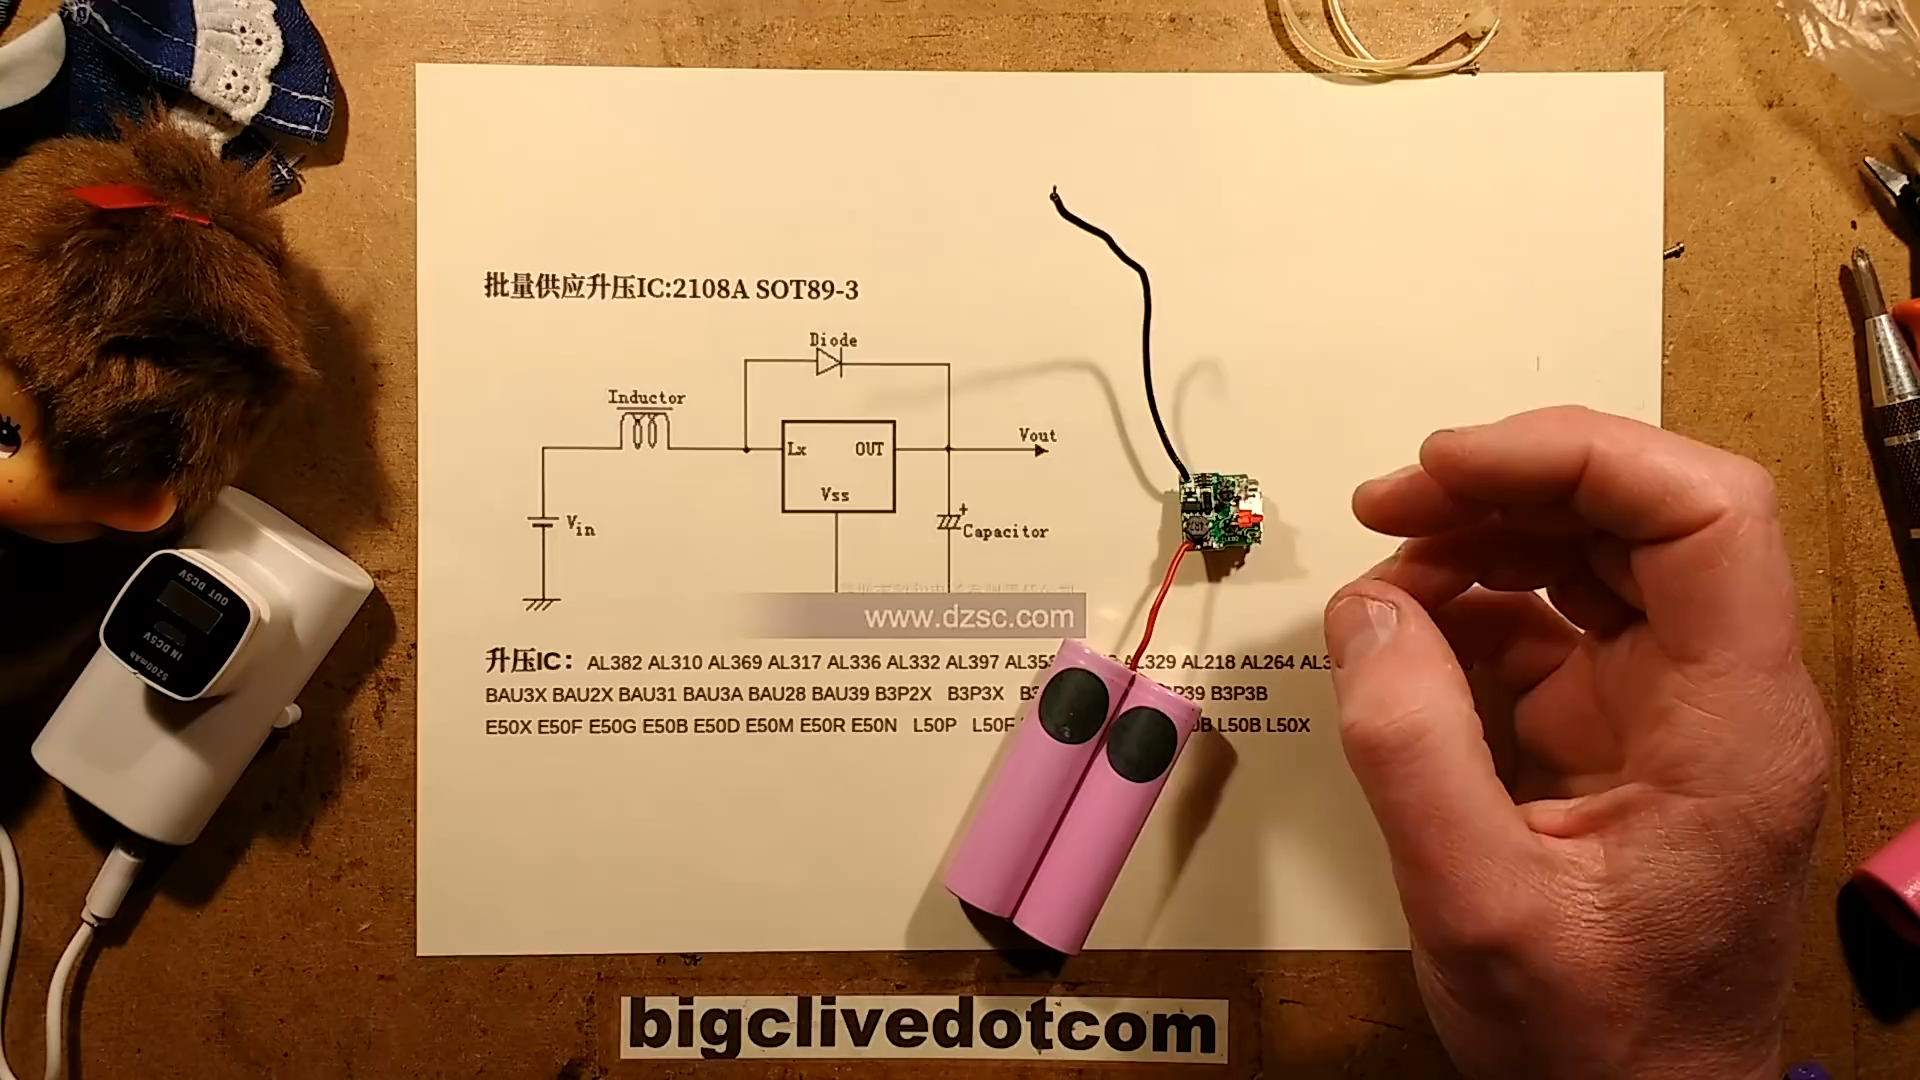 批量供应升压IC:2108A SOT89-3
Diode
Inductor
Lx OUT
Vss
Vout
Vin
+
Capacitor
www.dzsc.com
升压IC： AL382 AL310 AL369 AL317 AL336 AL332 AL397 AL353 AL329 AL218 AL264
BAU3X BAU2X BAU31 BAU3A BAU28 BAU39 B3P2X B3P3X B3P3B
E50X E50F E50G E50B E50D E50M E50R E50N L50P L50F L50B L50X
OUT DC5V
IN DC5V
5200mAh
bigclivedotcom